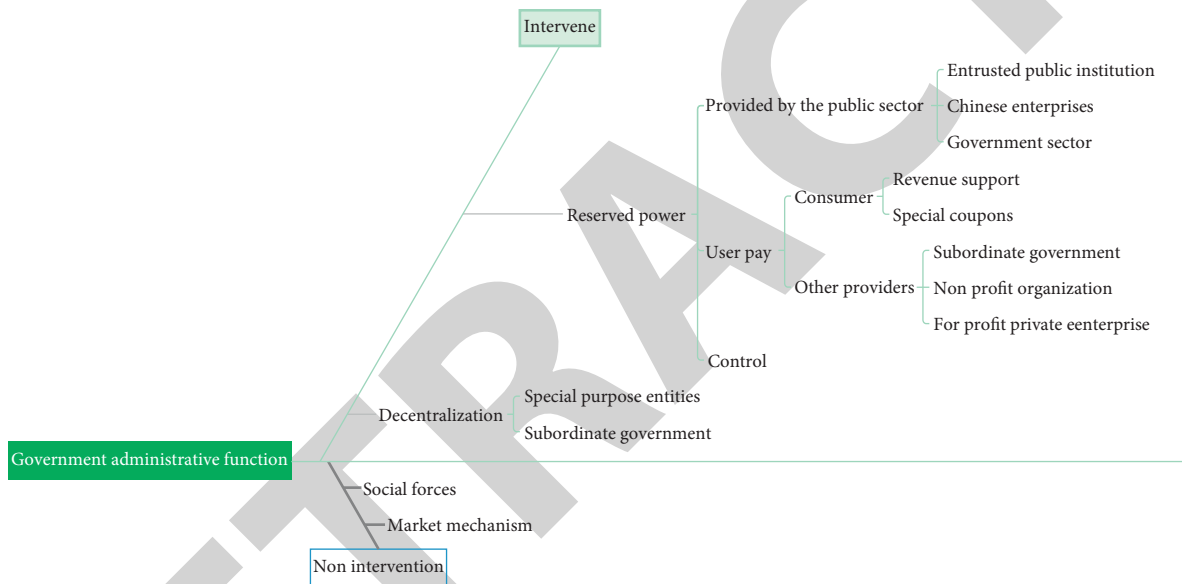 Intervene
Entrusted public institution
Provided by the public sector
Chinese enterprises
Government sector
Revenue support
Consumer
Special coupons
Reserved power
User pay
Subordinate government
Other providers
Non profit organization
For profit private eenterprise
Control
Special purpose entities
Decentralization
Subordinate government
Government administrative function
Social forces
Market mechanism
Non intervention
TRAC